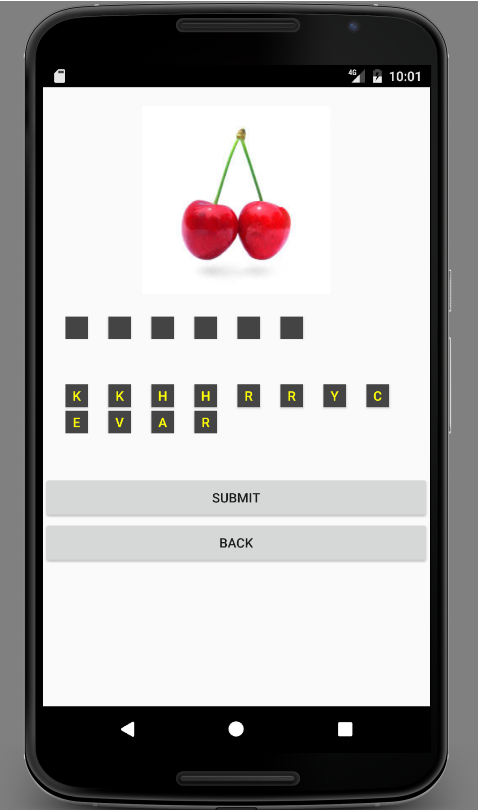 4G 10:01
K K H H R R Y C
E V A R
SUBMIT
BACK